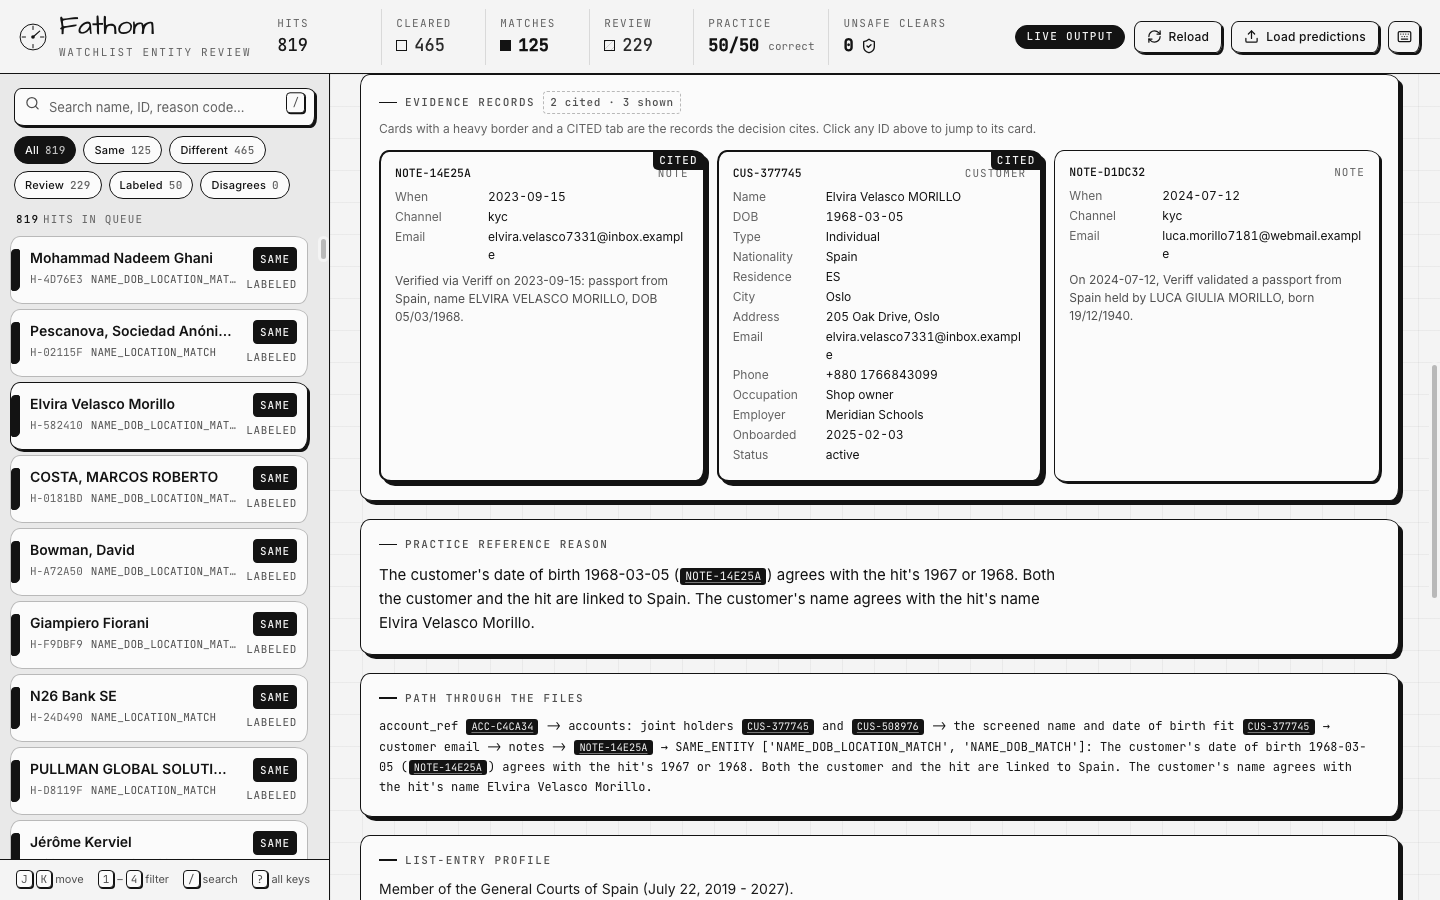 Fathom
WATCHLIST ENTITY REVIEW
HITS
819
CLEARED
465
MATCHES
125
REVIEW
229
PRACTICE
50/50 correct
UNSAFE CLEARS
0
LIVE OUTPUT
Reload
Load predictions
Search name, ID, reason code...
/
All 819
Same 125
Different 465
Review 229
Labeled 50
Disagrees 0
819 HITS IN QUEUE
Mohammad Nadeem Ghani
SAME
H-4D76E3 NAME_DOB_LOCATION_MAT…
LABELED
Pescanova, Sociedad Anóni…
SAME
H-02115F NAME_LOCATION_MATCH
LABELED
Elvira Velasco Morillo
SAME
H-582410 NAME_DOB_LOCATION_MAT…
LABELED
COSTA, MARCOS ROBERTO
SAME
H-0181BD NAME_DOB_LOCATION_MAT…
LABELED
Bowman, David
SAME
H-A72A50 NAME_DOB_LOCATION_MAT…
LABELED
Giampiero Fiorani
SAME
H-F9DBF9 NAME_DOB_LOCATION_MAT…
LABELED
N26 Bank SE
SAME
H-24D490 NAME_LOCATION_MATCH
LABELED
PULLMAN GLOBAL SOLUTI…
SAME
H-D8119F NAME_LOCATION_MATCH
LABELED
Jérôme Kerviel
SAME
J K move 1 – 4 filter / search ? all keys
EVIDENCE RECORDS 2 cited · 3 shown
Cards with a heavy border and a CITED tab are the records the decision cites. Click any ID above to jump to its card.
CITED
NOTE-14E25A NOTE
When 2023-09-15
Channel kyc
Email elvira.velasco7331@inbox.exampl
e
Verified via Veriff on 2023-09-15: passport from
Spain, name ELVIRA VELASCO MORILLO, DOB
05/03/1968.
CITED
CUS-377745 CUSTOMER
Name Elvira Velasco MORILLO
DOB 1968-03-05
Type Individual
Nationality Spain
Residence ES
City Oslo
Address 205 Oak Drive, Oslo
Email elvira.velasco7331@inbox.exampl
e
Phone +880 1766843099
Occupation Shop owner
Employer Meridian Schools
Onboarded 2025-02-03
Status active
NOTE-D1DC32 NOTE
When 2024-07-12
Channel kyc
Email luca.morillo7181@webmail.exampl
e
On 2024-07-12, Veriff validated a passport from
Spain held by LUCA GIULIA MORILLO, born
19/12/1940.
PRACTICE REFERENCE REASON
The customer's date of birth 1968-03-05 (NOTE-14E25A) agrees with the hit's 1967 or 1968. Both
the customer and the hit are linked to Spain. The customer's name agrees with the hit's name
Elvira Velasco Morillo.
PATH THROUGH THE FILES
account_ref ACC-C4CA34 → accounts: joint holders CUS-377745 and CUS-508976 → the screened name and date of birth fit CUS-377745 →
customer email → notes → NOTE-14E25A → SAME_ENTITY ['NAME_DOB_LOCATION_MATCH', 'NAME_DOB_MATCH']: The customer's date of birth 1968-03-
05 (NOTE-14E25A) agrees with the hit's 1967 or 1968. Both the customer and the hit are linked to Spain. The customer's name agrees with
the hit's name Elvira Velasco Morillo.
LIST-ENTRY PROFILE
Member of the General Courts of Spain (July 22, 2019 - 2027).